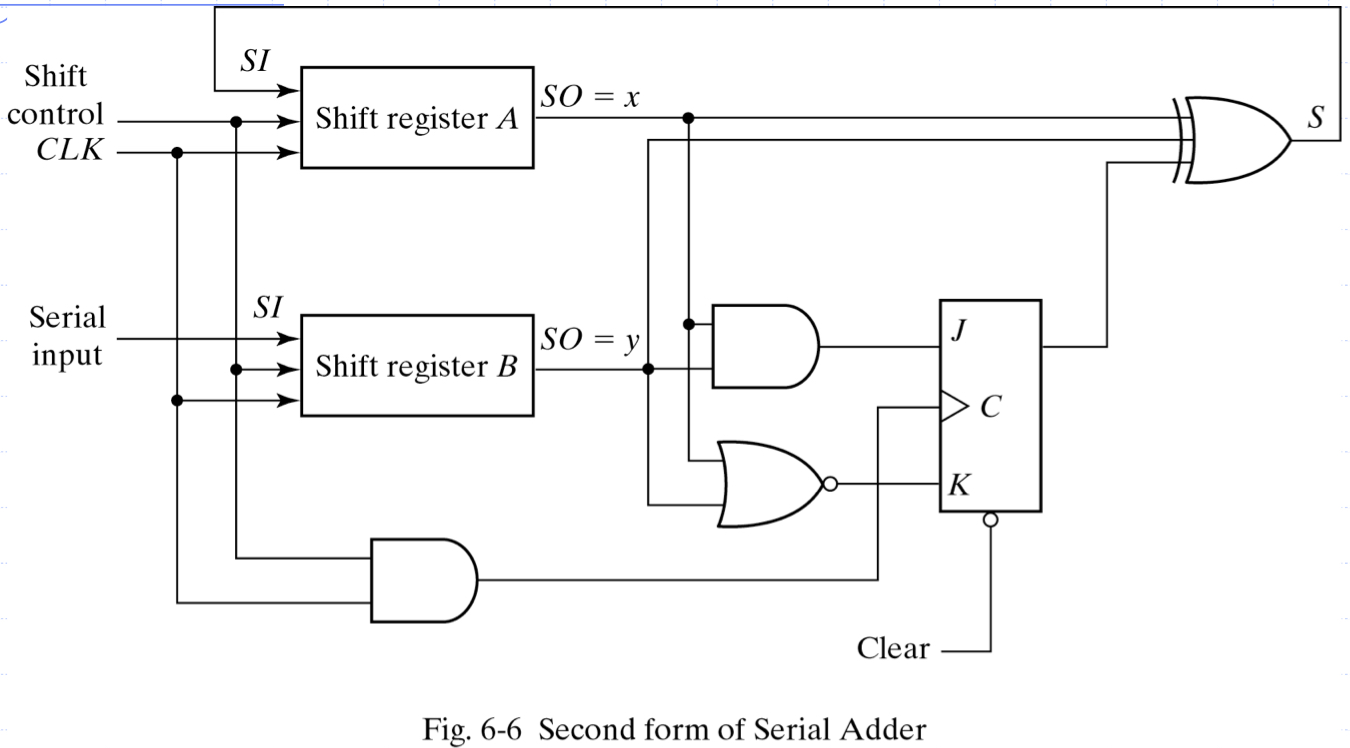 SI
Shift
control
CLK
Shift register A
SO = x
S
Serial
input
SI
Shift register B
SO = y
J
C
K
Clear
Fig. 6-6 Second form of Serial Adder